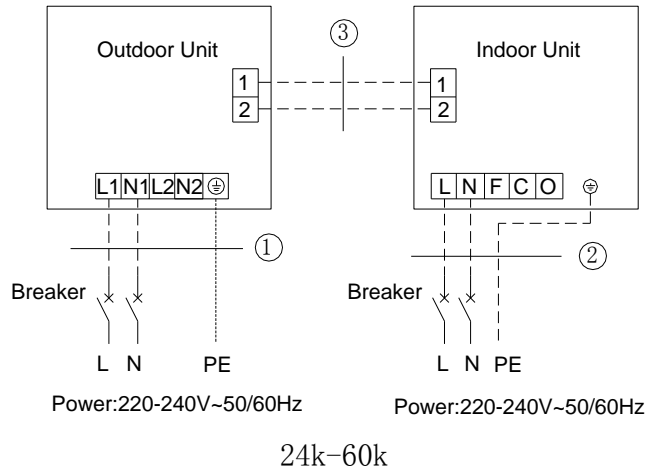 ③
Outdoor Unit
Indoor Unit
1
2
1
2
L1 N1 L2 N2
L N F C O
①
②
Breaker
Breaker
L N PE
L N PE
Power:220-240V~50/60Hz
Power:220-240V~50/60Hz
24k-60k